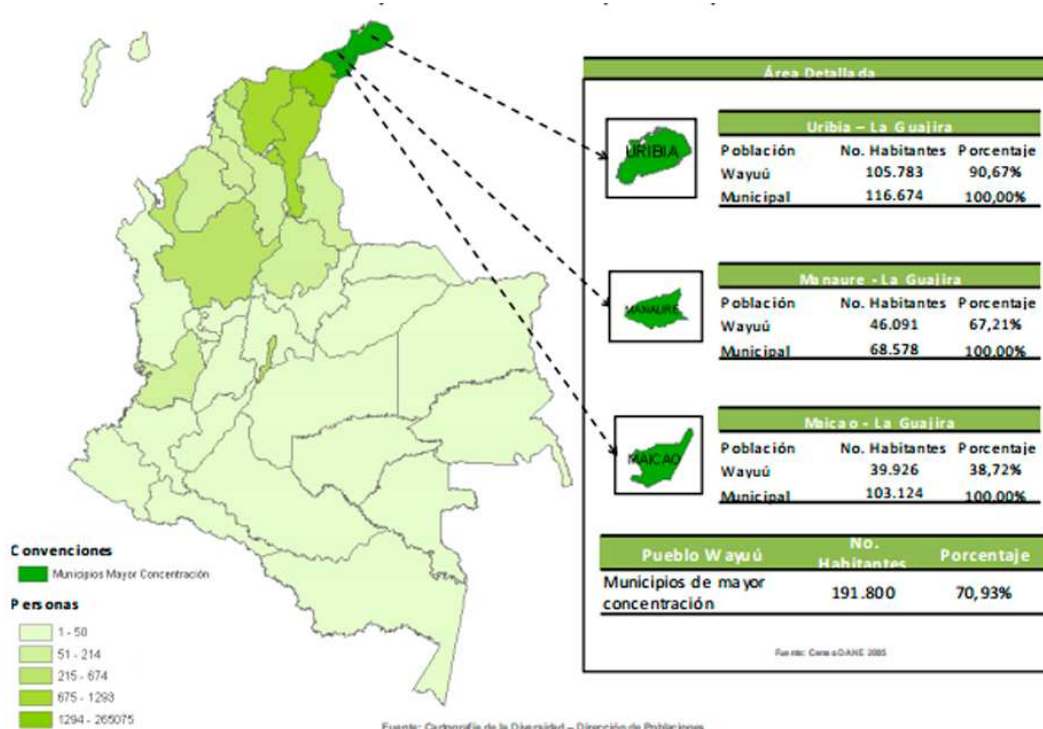 Área Detallada
Uribia – La Guajira
Población No. Habitantes Porcentaje
Wayuú 105.783 90,67%
Municipal 116.674 100,00%
URIBIA
Manaure - La Guajira
Población No. Habitantes Porcentaje
Wayuú 46.091 67,21%
Municipal 68.578 100,00%
MANAURE
Maicao - La Guajira
Población No. Habitantes Porcentaje
Wayuú 39.926 38,72%
Municipal 103.124 100,00%
MAICAO
Pueblo Wayuú No. Habitantes Porcentaje
Municipios de mayor
concentración 191.800 70,93%
Fuente: Censo DANE 2005
Convenciones
Municipios Mayor Concentración
Personas
1 - 50
51 - 214
215 - 674
675 - 1293
1294 - 265075
Fuente: Cartografía de la Diversidad – Dirección de Poblaciones